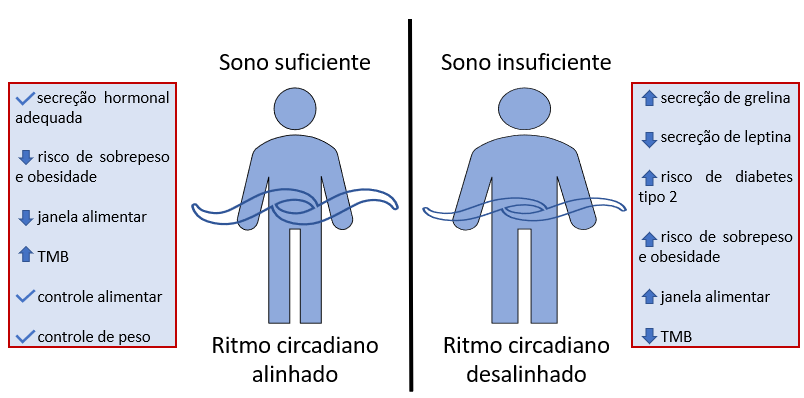 Sono suficiente
secreção hormonal
adequada
risco de sobrepeso
e obesidade
janela alimentar
TMB
controle alimentar
controle de peso
Ritmo circadiano
alinhado
Sono insuficiente
secreção de grelina
secreção de leptina
risco de diabetes
tipo 2
risco de sobrepeso
e obesidade
janela alimentar
TMB
Ritmo circadiano
desalinhado